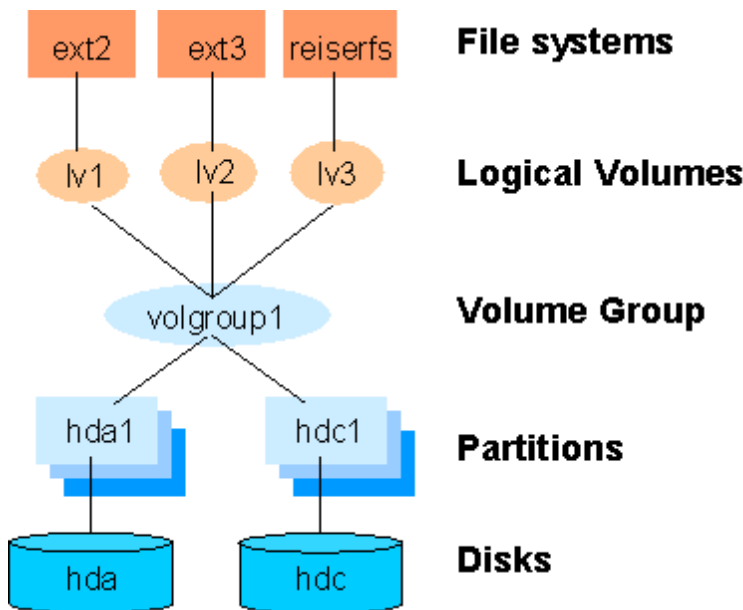 ext2 ext3 reiserfs File systems
lv1 lv2 lv3 Logical Volumes
volgroup1 Volume Group
hda1 hdc1 Partitions
hda hdc Disks